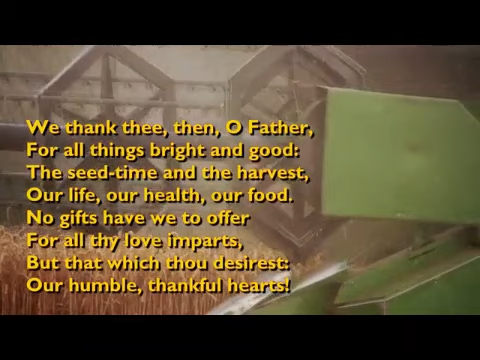 We thank thee, then, O Father,
For all things bright and good:
The seed-time and the harvest,
Our life, our health, our food.
No gifts have we to offer
For all thy love imparts,
But that which thou desirest:
Our humble, thankful hearts!